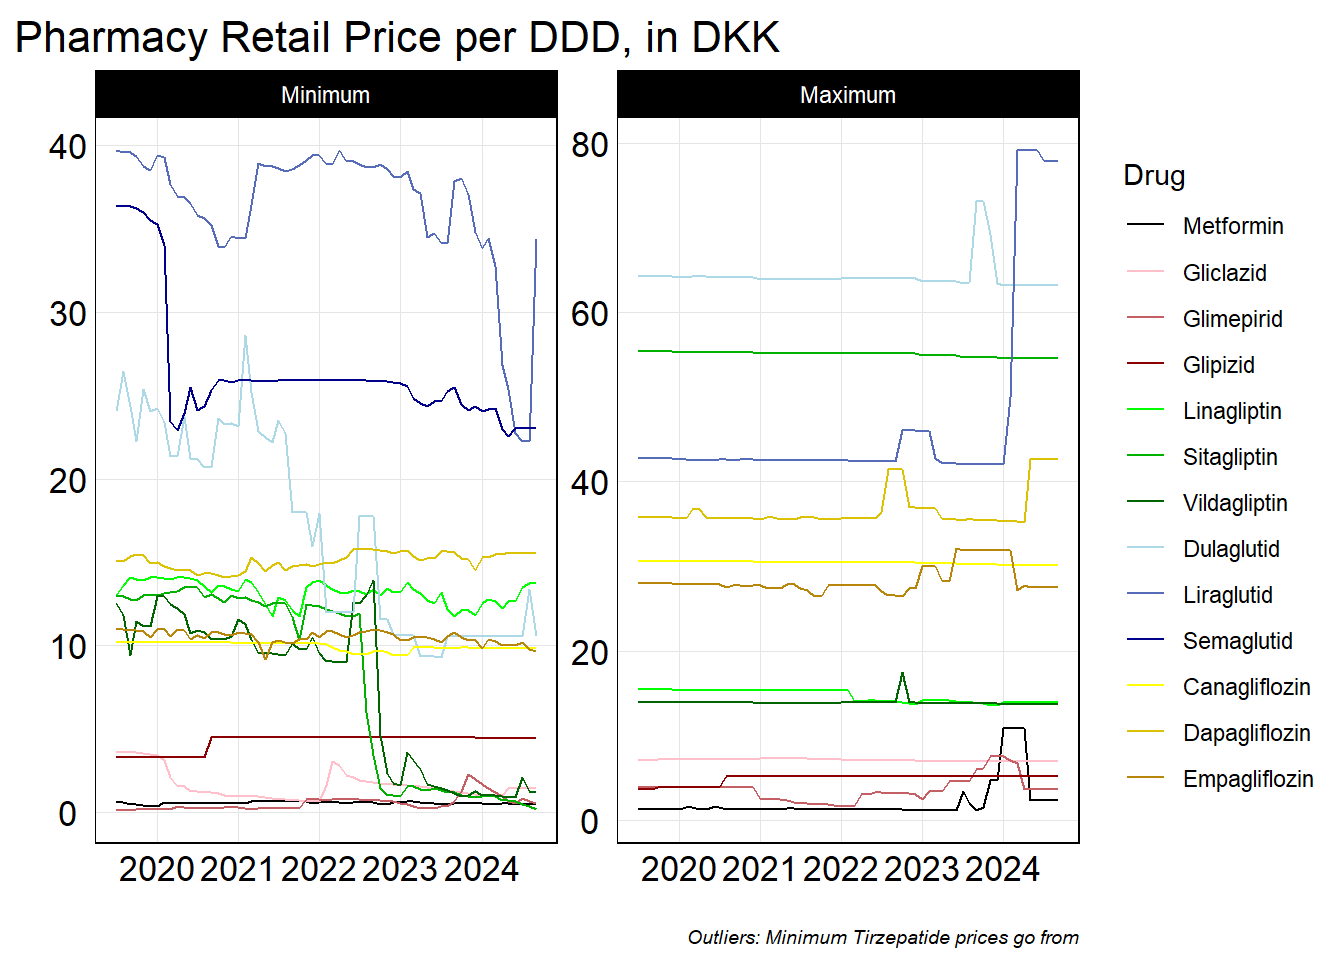 Pharmacy Retail Price per DDD, in DKK
Minimum
Maximum
40
30
20
10
0
80
60
40
20
0
2020 2021 2022 2023 2024
2020 2021 2022 2023 2024
Drug
Metformin
Gliclazid
Glimepirid
Glipizid
Linagliptin
Sitagliptin
Vildagliptin
Dulaglutid
Liraglutid
Semaglutid
Canagliflozin
Dapagliflozin
Empagliflozin
Outliers: Minimum Tirzepatide prices go from